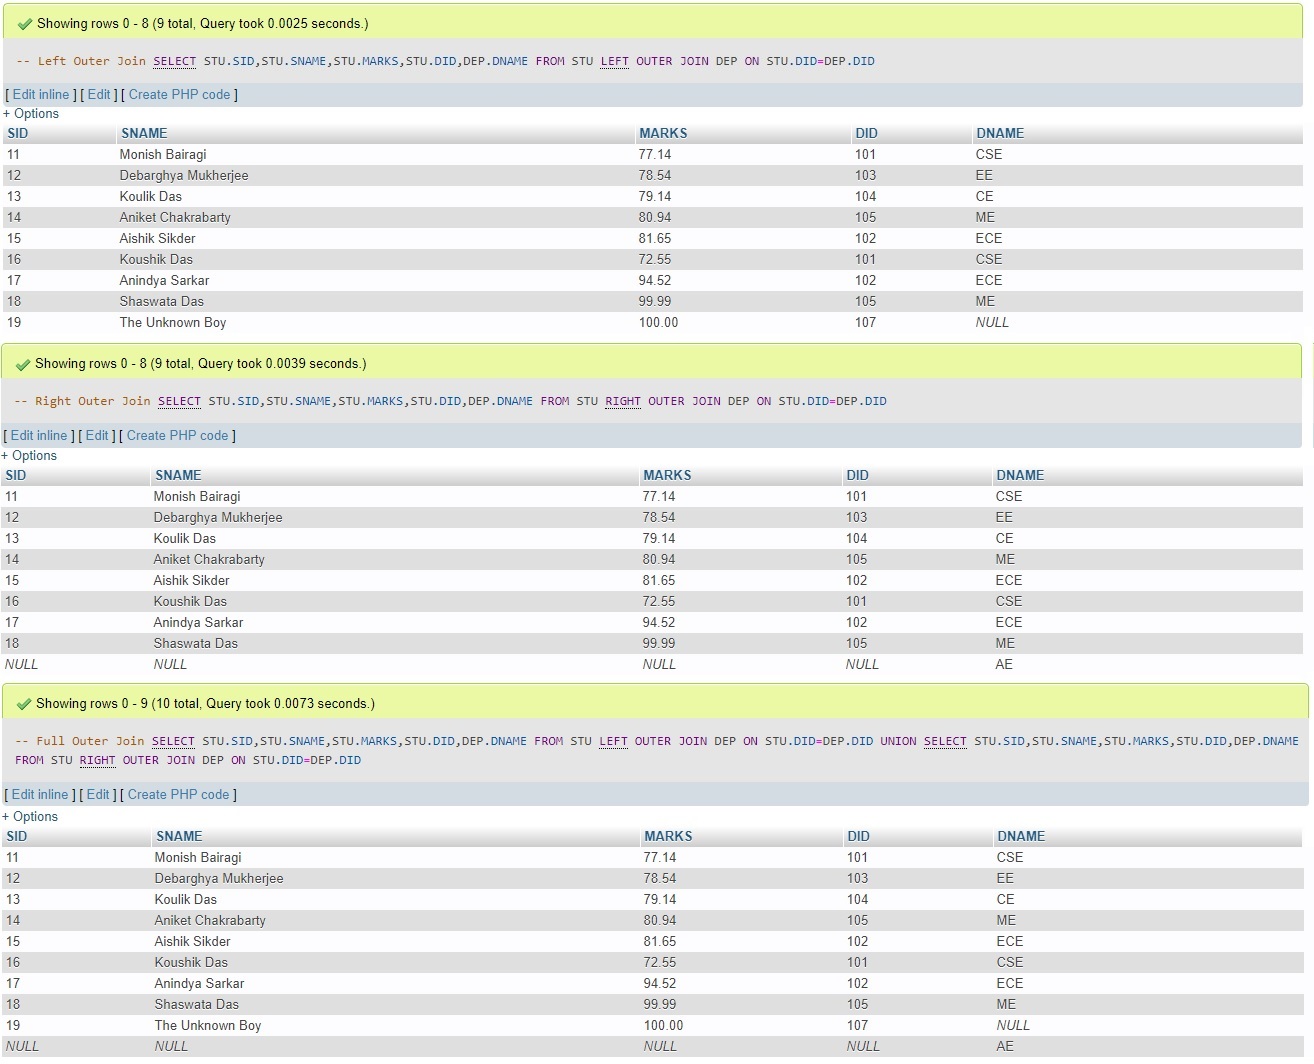 Showing rows 0 - 8 (9 total, Query took 0.0025 seconds.)
-- Left Outer Join SELECT STU.SID,STU.SNAME,STU.MARKS,STU.DID,DEP.DNAME FROM STU LEFT OUTER JOIN DEP ON STU.DID=DEP.DID
[ Edit inline ] [ Edit ] [ Create PHP code ]
+ Options
SID SNAME MARKS DID DNAME
11 Monish Bairagi 77.14 101 CSE
12 Debarghya Mukherjee 78.54 103 EE
13 Koulik Das 79.14 104 CE
14 Aniket Chakrabarty 80.94 105 ME
15 Aishik Sikder 81.65 102 ECE
16 Koushik Das 72.55 101 CSE
17 Anindya Sarkar 94.52 102 ECE
18 Shaswata Das 99.99 105 ME
19 The Unknown Boy 100.00 107 NULL
Showing rows 0 - 8 (9 total, Query took 0.0039 seconds.)
-- Right Outer Join SELECT STU.SID,STU.SNAME,STU.MARKS,STU.DID,DEP.DNAME FROM STU RIGHT OUTER JOIN DEP ON STU.DID=DEP.DID
[ Edit inline ] [ Edit ] [ Create PHP code ]
+ Options
SID SNAME MARKS DID DNAME
11 Monish Bairagi 77.14 101 CSE
12 Debarghya Mukherjee 78.54 103 EE
13 Koulik Das 79.14 104 CE
14 Aniket Chakrabarty 80.94 105 ME
15 Aishik Sikder 81.65 102 ECE
16 Koushik Das 72.55 101 CSE
17 Anindya Sarkar 94.52 102 ECE
18 Shaswata Das 99.99 105 ME
NULL NULL NULL NULL AE
Showing rows 0 - 9 (10 total, Query took 0.0073 seconds.)
-- Full Outer Join SELECT STU.SID,STU.SNAME,STU.MARKS,STU.DID,DEP.DNAME FROM STU LEFT OUTER JOIN DEP ON STU.DID=DEP.DID UNION SELECT STU.SID,STU.SNAME,STU.MARKS,STU.DID,DEP.DNAME
FROM STU RIGHT OUTER JOIN DEP ON STU.DID=DEP.DID
[ Edit inline ] [ Edit ] [ Create PHP code ]
+ Options
SID SNAME MARKS DID DNAME
11 Monish Bairagi 77.14 101 CSE
12 Debarghya Mukherjee 78.54 103 EE
13 Koulik Das 79.14 104 CE
14 Aniket Chakrabarty 80.94 105 ME
15 Aishik Sikder 81.65 102 ECE
16 Koushik Das 72.55 101 CSE
17 Anindya Sarkar 94.52 102 ECE
18 Shaswata Das 99.99 105 ME
19 The Unknown Boy 100.00 107 NULL
NULL NULL NULL NULL AE